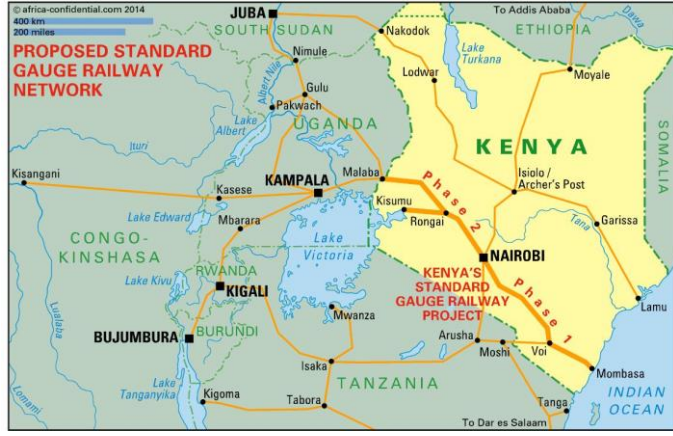 © africa-confidential.com 2014
400 km
200 miles
PROPOSED STANDARD
GAUGE RAILWAY
NETWORK
JUBA
SOUTH SUDAN
Nimule
Nakodok
To Addis Ababa
ETHIOPIA
Lake
Turkana
Lodwar
Moyale
Albert Nile
Gulu
Pakwach
Lake
Albert
UGANDA
KENYA
SOMALIA
Ituri
Kisangani
Kasese
KAMPALA
Malaba
Phase 2
Isiolo /
Archer's Post
Kisumu
Rongai
Lake Edward
Mbarara
Tana
Garissa
CONGO-
KINSHASA
Lake
Victoria
NAIROBI
Lamu
RWANDA
Lake Kivu
KIGALI
KENYA'S
STANDARD
GAUGE RAILWAY
PROJECT
Phase 1
Lualaba
Mwanza
BUJUMBURA
BURUNDI
Arusha
Moshi
Voi
Isaka
Mombasa
Lake
Tanganyika
TANZANIA
Kigoma
Tabora
Lomami
Tanga
To Dar es Salaam
INDIAN
OCEAN